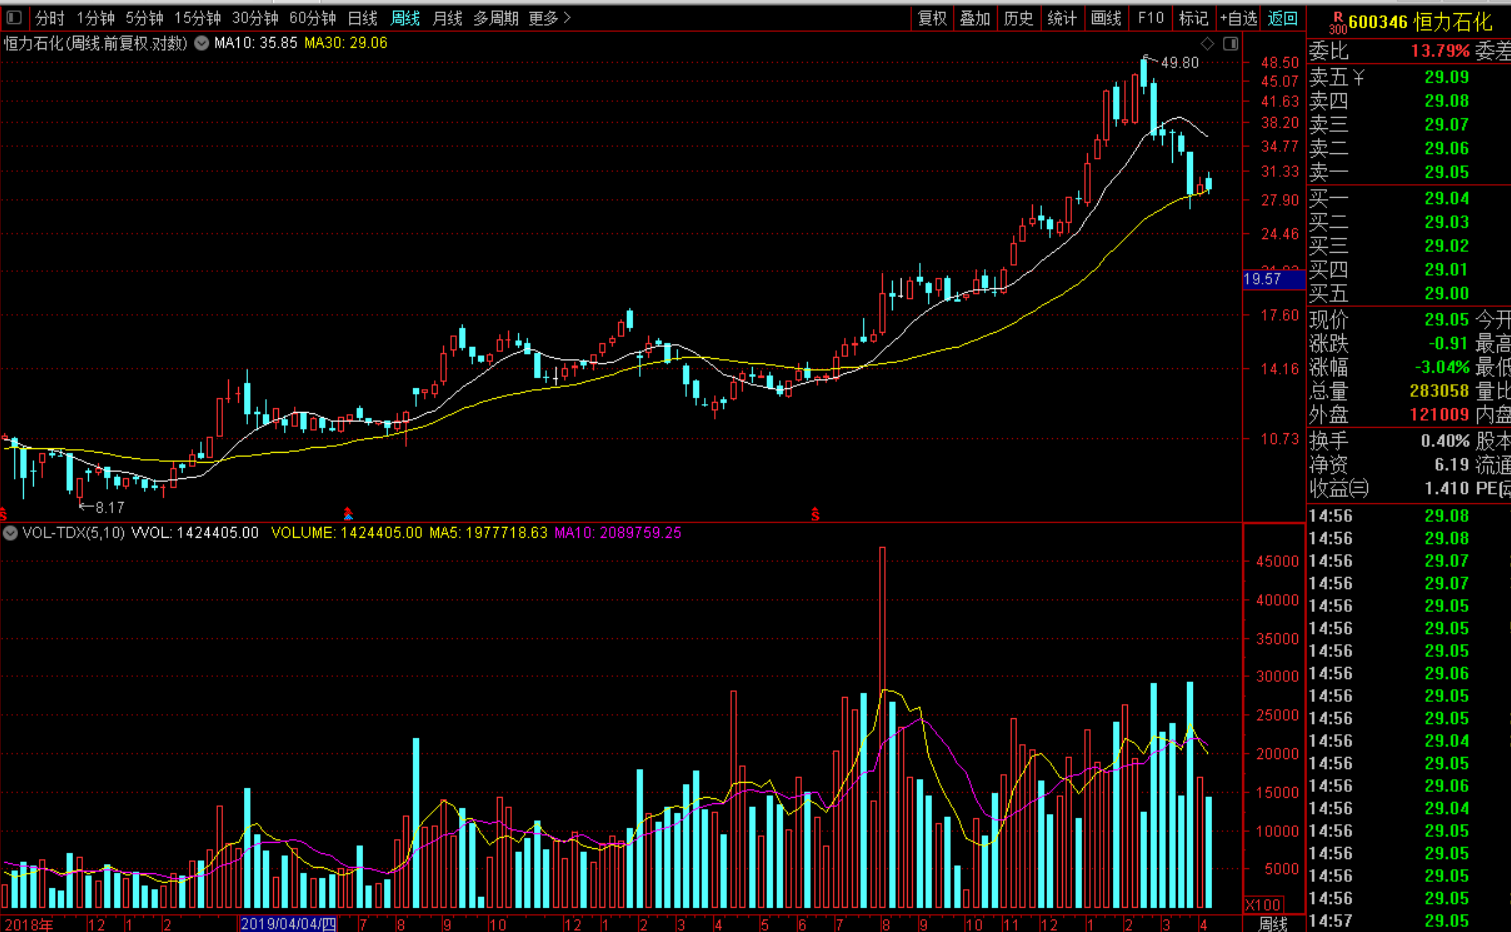 分时 1分钟 5分钟 15分钟 30分钟 60分钟 日线 周线 月线 多周期 更多 复权 叠加 历史 统计 画线 F10 标记 +自选 返回
R 300 600346 恒力石化
恒力石化(周线.前复权.对数) MA10: 35.85 MA30: 29.06
49.80
8.17
48.50
45.07
41.63
38.20
34.77
31.33
27.90
24.46
19.57
17.60
14.16
10.73
S
S
VOL-TDX(5,10) VVOL: 1424405.00 VOLUME: 1424405.00 MA5: 1977718.63 MA10: 2089759.25
45000
40000
35000
30000
25000
20000
15000
10000
5000
X100
2018年 12 1 2 2019/04/04/四 7 8 9 10 12 1 2 3 4 5 6 7 8 9 10 11 12 1 2 3 4 周线
委比 13.79% 委差
卖五 ¥ 29.09
卖四 29.08
卖三 29.07
卖二 29.06
卖一 29.05
买一 29.04
买二 29.03
买三 29.02
买四 29.01
买五 29.00
现价 29.05 今开
涨跌 -0.91 最高
涨幅 -3.04% 最低
总量 283058 量比
外盘 121009 内盘
换手 0.40% 股本
净资 6.19 流通
收益㈢ 1.410 PE
14:56 29.08
14:56 29.08
14:56 29.07
14:56 29.07
14:56 29.05
14:56 29.05
14:56 29.05
14:56 29.06
14:56 29.05
14:56 29.05
14:56 29.04
14:56 29.05
14:56 29.06
14:56 29.04
14:56 29.05
14:56 29.05
14:56 29.05
14:56 29.05
14:57 29.05